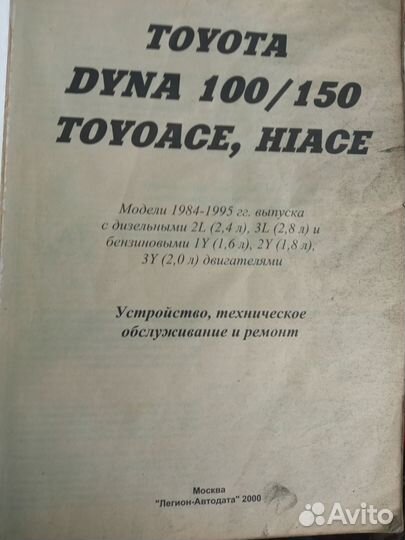 TOYOTA
DYNA 100/150
TOYOACE, HIACE
Модели 1984-1995 гг. выпуска
с дизельными 2L (2,4 л), 3L (2,8 л) и
бензиновыми 1Y (1,6 л), 2Y (1,8 л),
3Y (2,0 л) двигателями
Устройство, техническое
обслуживание и ремонт
Москва
"Легион-Автодата" 2000
Avito